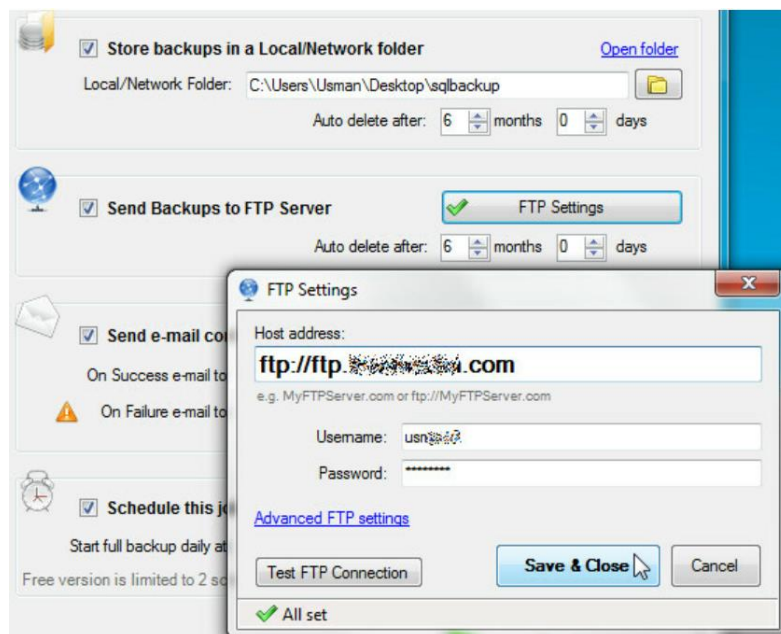 Store backups in a Local/Network folder Open folder
Local/Network Folder: C:\Users\Usman\Desktop\sqlbackup
Auto delete after: 6 months 0 days
Send Backups to FTP Server FTP Settings
Auto delete after: 6 months 0 days
FTP Settings
Send e-mail
On Success e-mail to
On Failure e-mail to
Host address:
ftp://ftp. .com
e.g. MyFTPServer.com or ftp://MyFTPServer.com
Username:
Password: ********
Advanced FTP settings
Schedule this
Start full backup daily at
Free version is limited to 2
Test FTP Connection Save & Close Cancel
All set